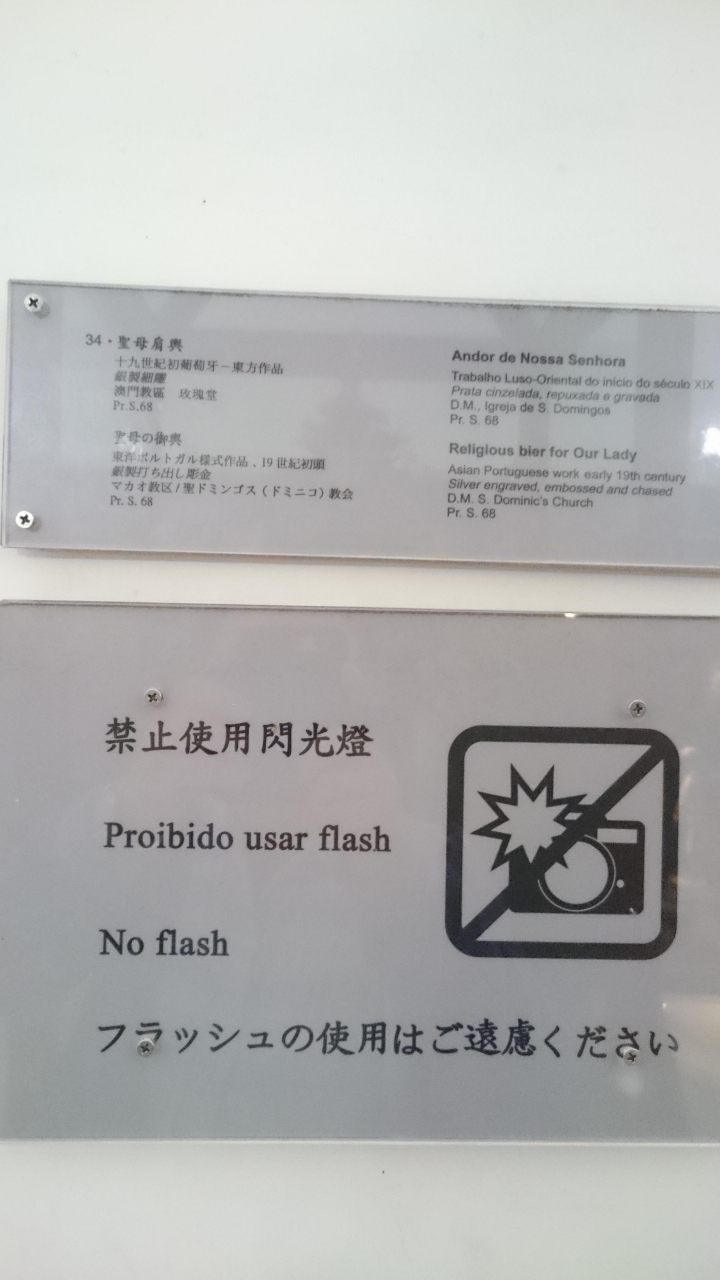 34・聖母肩輿
十九世紀初葡萄牙－東方作品
銀製細雕
澳門教區　玫瑰堂
Pr.S.68
聖母の御輿
東洋ポルトガル様式作品、19世紀初頭
銀製打ち出し彫金
マカオ教区/聖ドミンゴス（ドミニコ）教会
Pr. S. 68
Andor de Nossa Senhora
Trabalho Luso-Oriental do início do século XIX
Prata cinzelada, repuxada e gravada
D.M., Igreja de S. Domingos
Pr. S. 68
Religious bier for Our Lady
Asian Portuguese work early 19th century
Silver engraved, embossed and chased
D.M. S. Dominic's Church
Pr. S. 68
禁止使用閃光燈
Proibido usar flash
No flash
フラッシュの使用はご遠慮ください